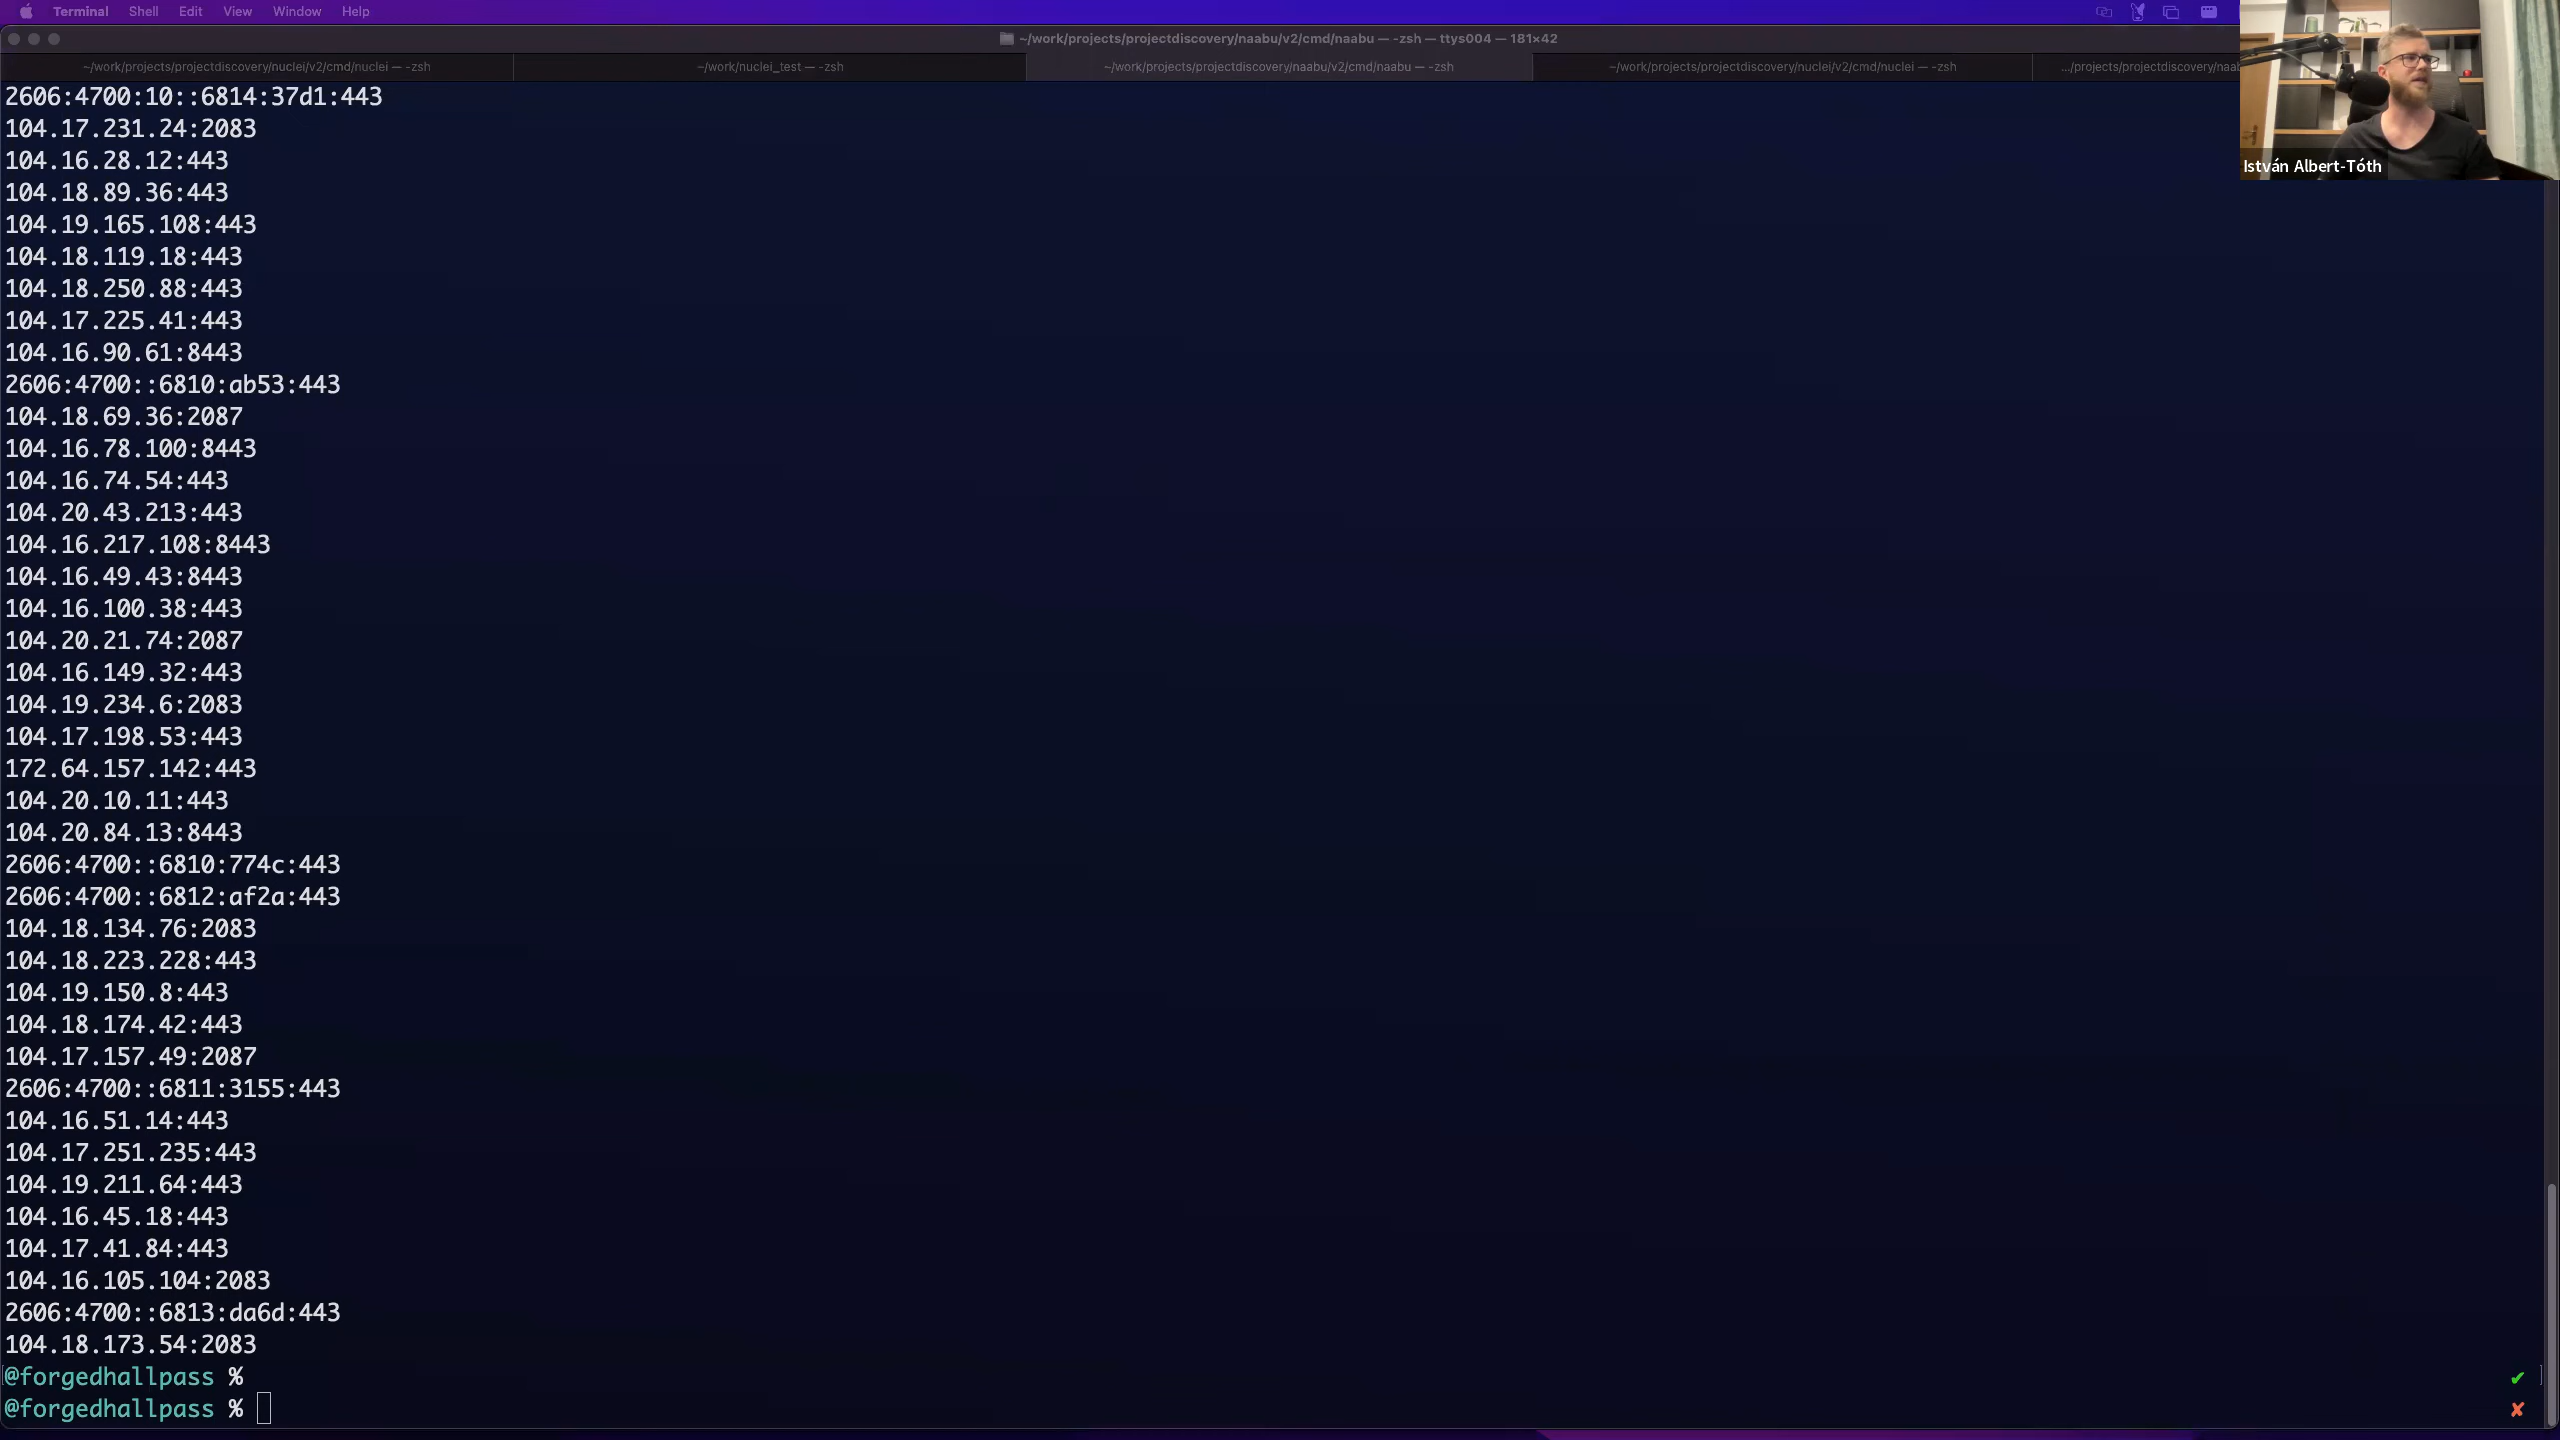 Terminal Shell Edit View Window Help
~/work/projects/projectdiscovery/naabu/v2/cmd/naabu — -zsh — ttys004 — 181×42
~/work/projects/projectdiscovery/nuclei/v2/cmd/nuclei — -zsh
~/work/nuclei_test — -zsh
~/work/projects/projectdiscovery/naabu/v2/cmd/naabu — -zsh
~/work/projects/projectdiscovery/nuclei/v2/cmd/nuclei — -zsh
.../projects/projectdiscovery/naab
István Albert-Tóth
2606:4700:10::6814:37d1:443
104.17.231.24:2083
104.16.28.12:443
104.18.89.36:443
104.19.165.108:443
104.18.119.18:443
104.18.250.88:443
104.17.225.41:443
104.16.90.61:8443
2606:4700::6810:ab53:443
104.18.69.36:2087
104.16.78.100:8443
104.16.74.54:443
104.20.43.213:443
104.16.217.108:8443
104.16.49.43:8443
104.16.100.38:443
104.20.21.74:2087
104.16.149.32:443
104.19.234.6:2083
104.17.198.53:443
172.64.157.142:443
104.20.10.11:443
104.20.84.13:8443
2606:4700::6810:774c:443
2606:4700::6812:af2a:443
104.18.134.76:2083
104.18.223.228:443
104.19.150.8:443
104.18.174.42:443
104.17.157.49:2087
2606:4700::6811:3155:443
104.16.51.14:443
104.17.251.235:443
104.19.211.64:443
104.16.45.18:443
104.17.41.84:443
104.16.105.104:2083
2606:4700::6813:da6d:443
104.18.173.54:2083
@forgedhallpass % ✔
@forgedhallpass % ✘